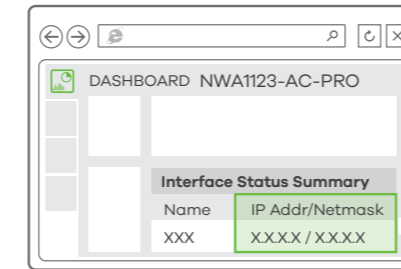 DASHBOARD NWA1123-AC-PRO
Interface Status Summary
Name IP Addr/Netmask
XXX X.X.X.X / X.X.X.X